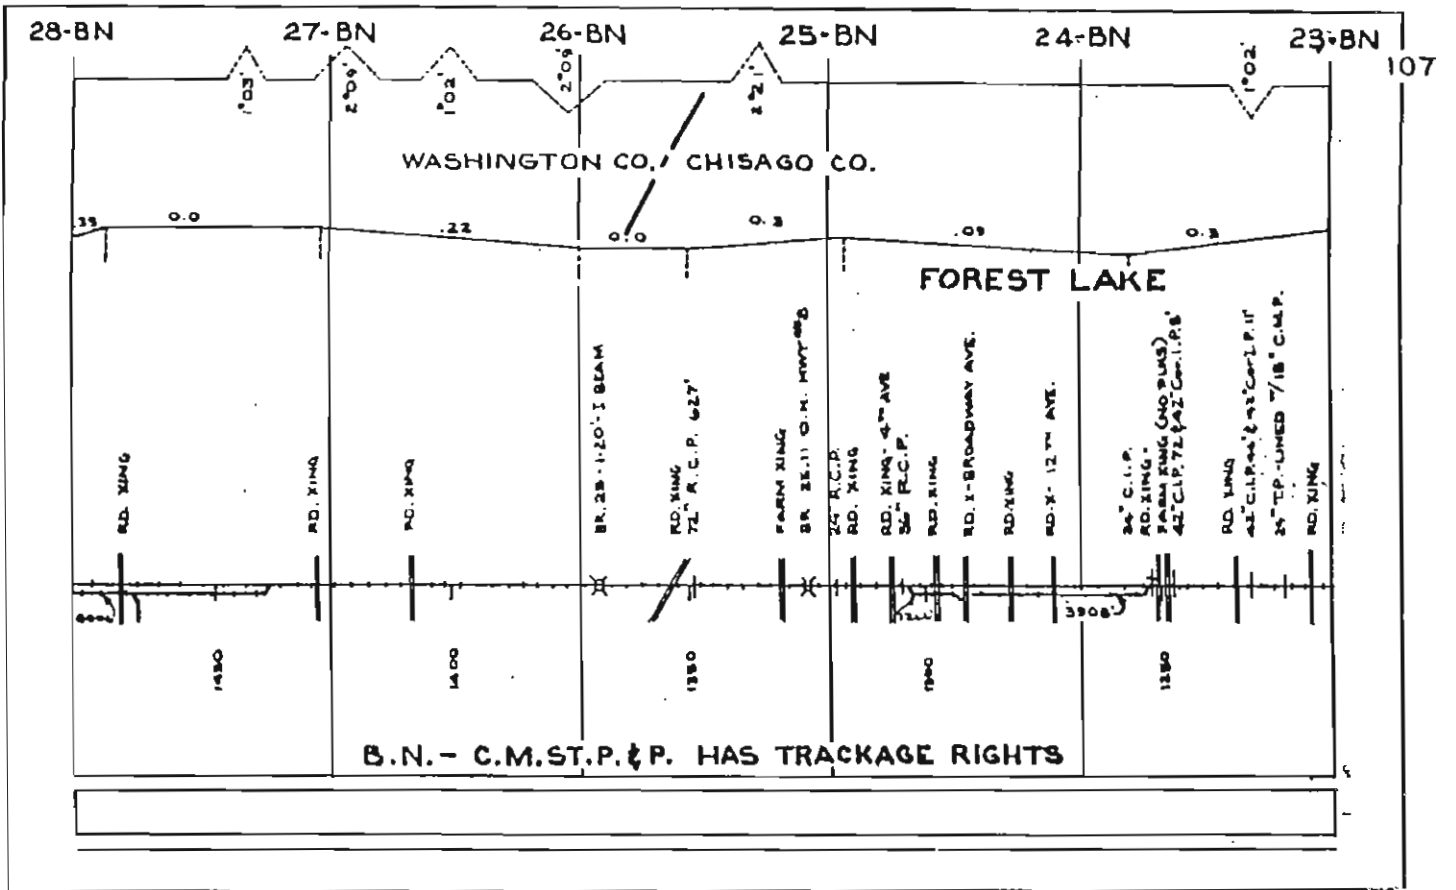 28-BN 27-BN 26-BN 25-BN 24-BN 23-BN
107
1°03' 2°09' 1°02' 2°09' 2°21' 1°02'
WASHINGTON CO. / CHISAGO CO.
0.0 .22 0.0 0.3 .09 0.3
FOREST LAKE
RD. XING
RD. XING
RD. XING
BR. 25 - 1-20'- I BEAM
RD. XING
72" R.C.P. 627'
FARM XING
BR 25.11 O.H. HWY
24" R.C.P.
RD. XING
RD. XING - 4TH AVE
36" R.C.P.
RD. XING
RD. X-BROADWAY AVE.
RD. XING
RD. X- 12TH AVE.
24" C.I.P.
RD. XING -
FARM XING (NO PLKS)
RD. XING
24" T.P.-LINED W/18" C.M.P.
RD. XING
3908'
1450 1400 1350 1300 1250
B.N. - C.M.ST.P. & P. HAS TRACKAGE RIGHTS